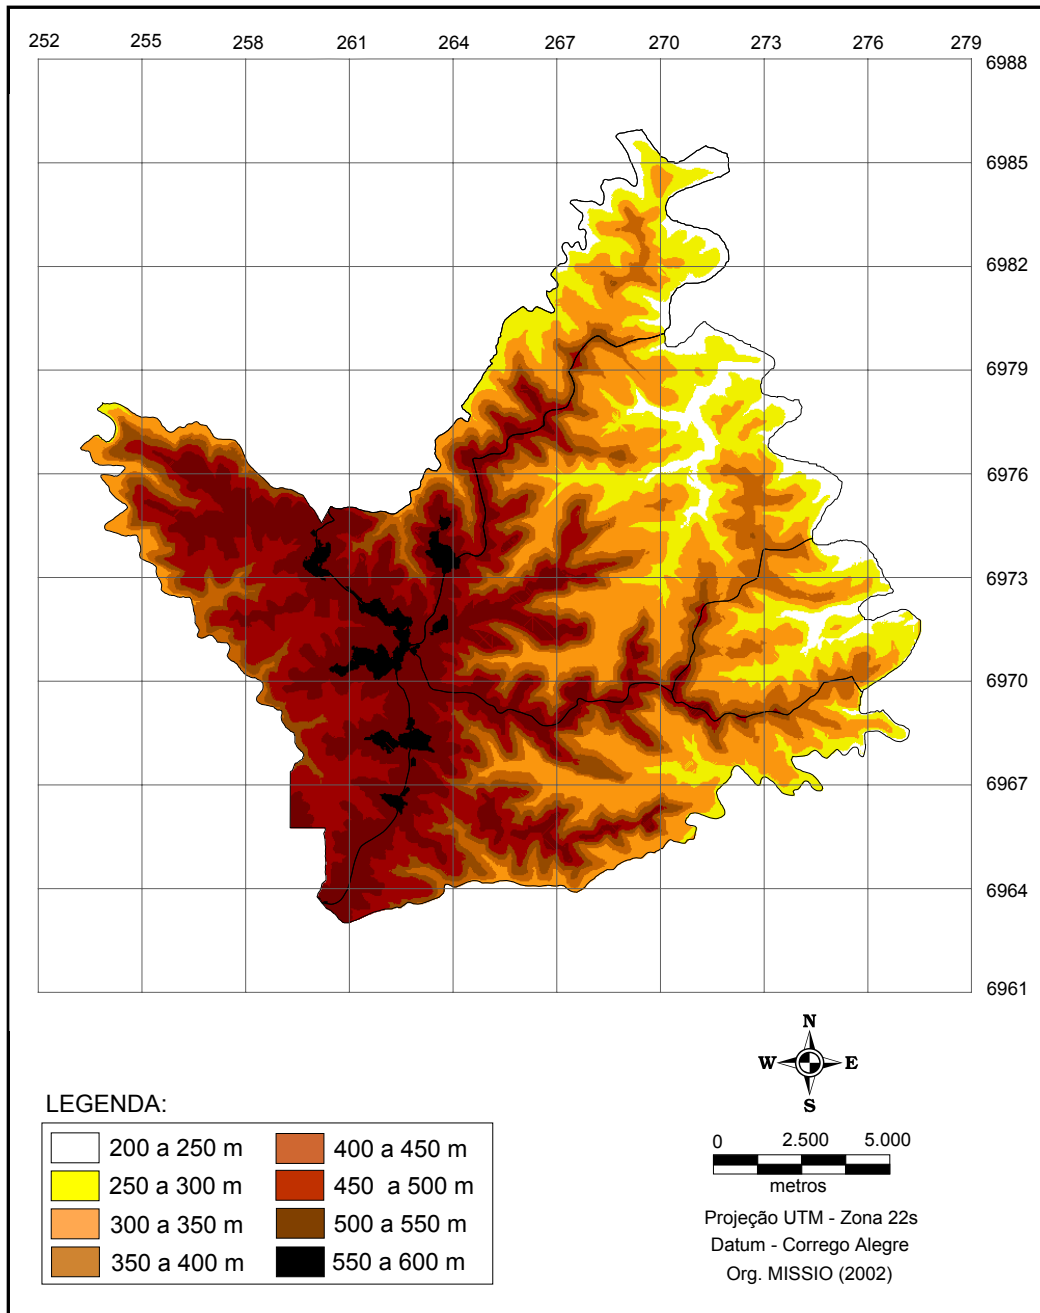 252 255 258 261 264 267 270 273 276 279
6988
6985
6982
6979
6976
6973
6970
6967
6964
6961
N
W E
S
LEGENDA:
200 a 250 m
250 a 300 m
300 a 350 m
350 a 400 m
400 a 450 m
450 a 500 m
500 a 550 m
550 a 600 m
0 2.500 5.000
metros
Projeção UTM - Zona 22s
Datum - Corrego Alegre
Org. MISSIO (2002)